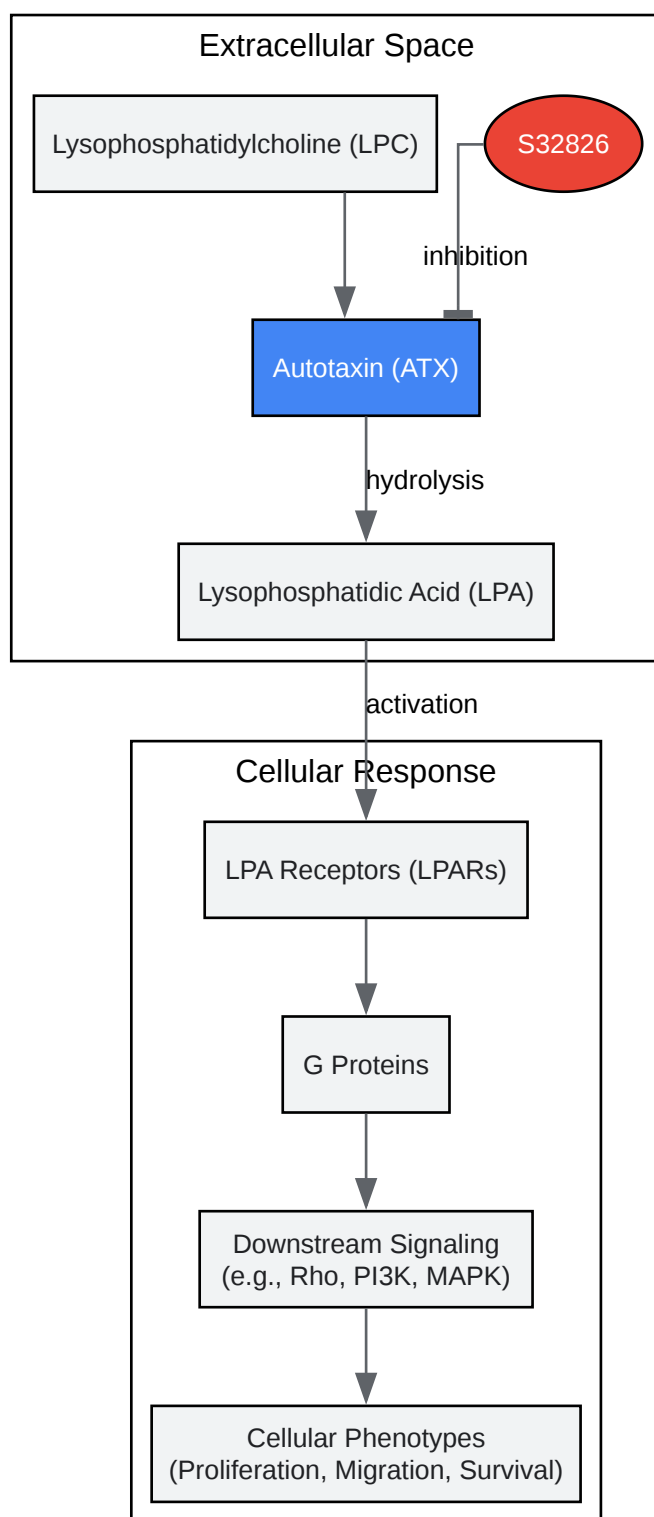 Extracellular Space
Lysophosphatidylcholine (LPC)
S32826
inhibition
Autotaxin (ATX)
hydrolysis
Lysophosphatidic Acid (LPA)
activation
Cellular Response
LPA Receptors (LPARs)
G Proteins
Downstream Signaling
(e.g., Rho, PI3K, MAPK)
Cellular Phenotypes
(Proliferation, Migration, Survival)